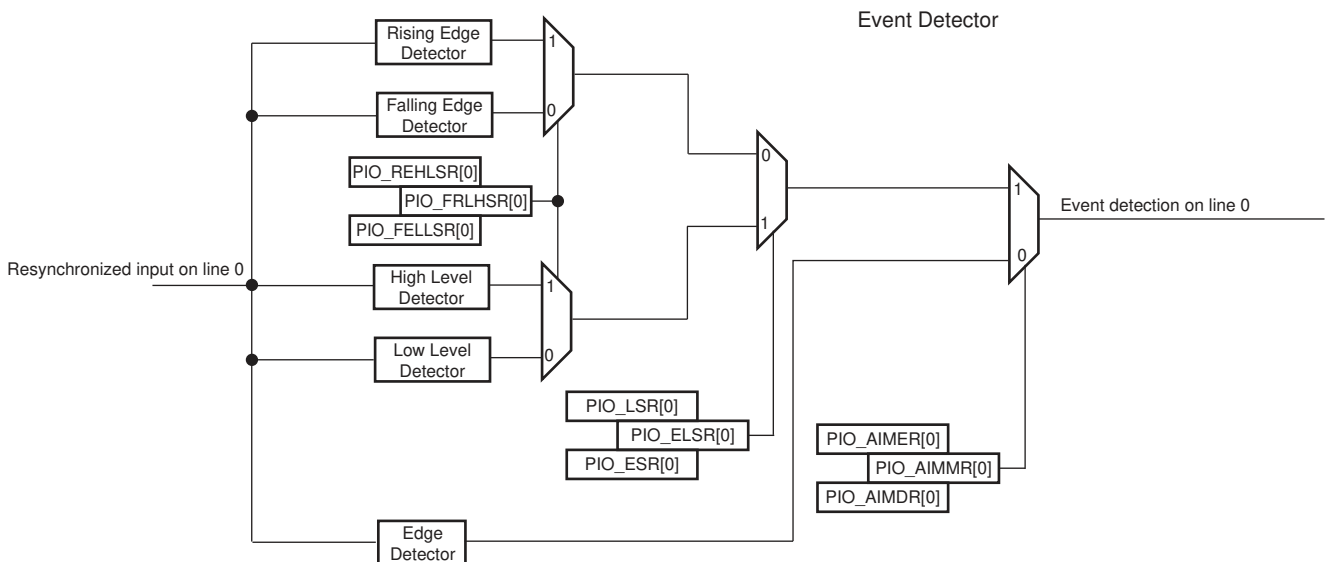 Event Detector
Rising Edge
Detector
1
Falling Edge
Detector
0
PIO_REHLSR[0]
PIO_FRLHSR[0]
PIO_FELLSR[0]
0
1
1
0
Event detection on line 0
Resynchronized input on line 0
High Level
Detector
1
Low Level
Detector
0
PIO_LSR[0]
PIO_ELSR[0]
PIO_ESR[0]
PIO_AIMER[0]
PIO_AIMMR[0]
PIO_AIMDR[0]
Edge
Detector